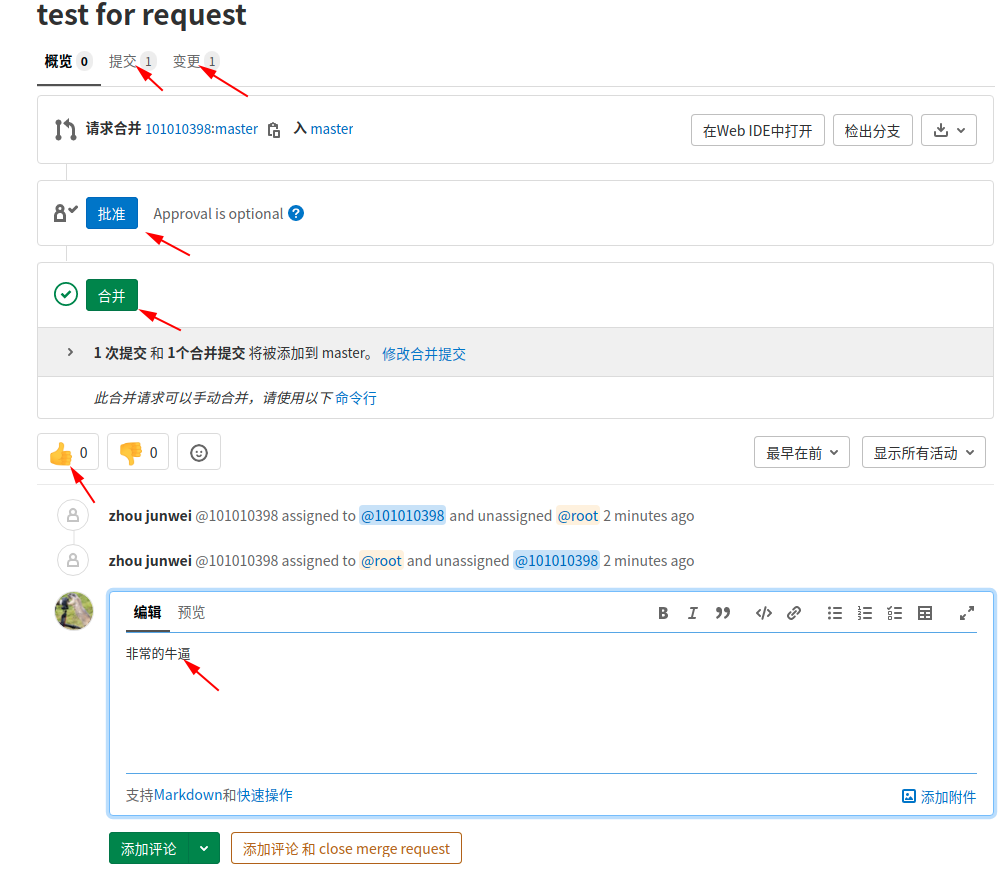 test for request
概览 0 提交 1 变更 1
请求合并 101010398:master 入 master 在Web IDE中打开 检出分支
批准 Approval is optional ?
合并
1 次提交 和 1个合并提交 将被添加到 master。 修改合并提交
此合并请求可以手动合并，请使用以下 命令行
0 0 最早在前 显示所有活动
zhou junwei @101010398 assigned to @101010398 and unassigned @root 2 minutes ago
zhou junwei @101010398 assigned to @root and unassigned @101010398 2 minutes ago
编辑 预览 B I
非常的牛逼
支持Markdown和快速操作 添加附件
添加评论 添加评论 和 close merge request